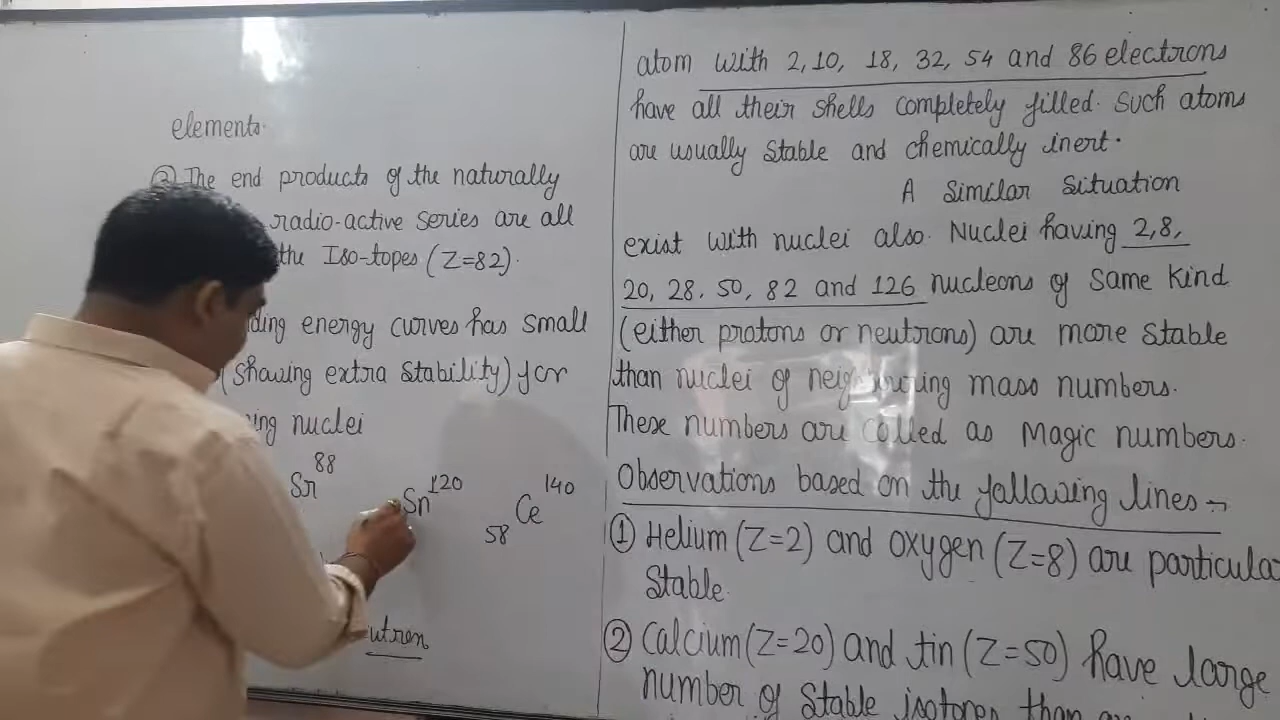 elements.
The end products of the naturally
radio-active series are all
the Iso-topes (Z=82).
energy curves has small
(showing extra stability) for
nuclei
Sr 88
Sn 120
58 Ce 140
atom with 2, 10, 18, 32, 54 and 86 electrons
have all their shells completely filled. Such atoms
are usually stable and chemically inert.
A Similar Situation
exist with nuclei also. Nuclei having 2,8,
20, 28, 50, 82 and 126 nucleons of same kind
(either protons or neutrons) are more stable
than nuclei of neighbouring mass numbers.
These numbers are called as Magic numbers.
Observations based on the following lines :-
① Helium (Z=2) and oxygen (Z=8) are particula
Stable.
② Calcium (Z=20) and tin (Z=50) have large
number of stable isotopes than